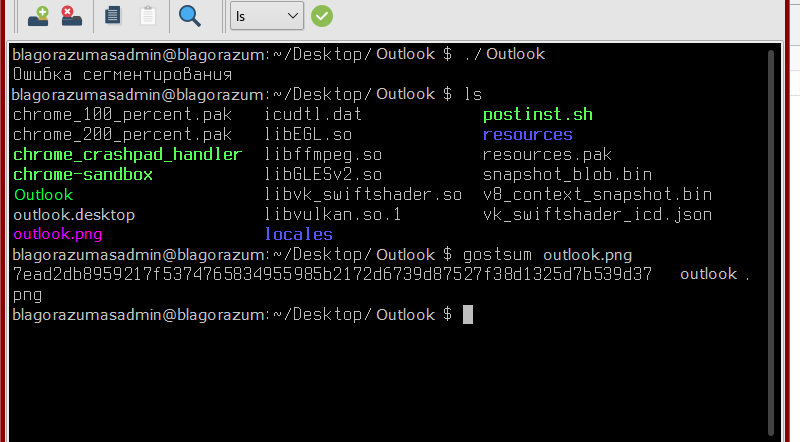 ls
blagorazumasadmin@blagorazum:~/Desktop/Outlook $ ./Outlook
Ошибка сегментирования
blagorazumasadmin@blagorazum:~/Desktop/Outlook $ ls
chrome_100_percent.pak icudtl.dat postinst.sh
chrome_200_percent.pak libEGL.so resources
chrome_crashpad_handler libffmpeg.so resources.pak
chrome-sandbox libGLESv2.so snapshot_blob.bin
Outlook libvk_swiftshader.so v8_context_snapshot.bin
outlook.desktop libvulkan.so.1 vk_swiftshader_icd.json
outlook.png locales
blagorazumasadmin@blagorazum:~/Desktop/Outlook $ gostsum outlook.png
7ead2db8959217f5374765834955985b2172d6739d87527f38d1325d7b539d37 outlook .
png
blagorazumasadmin@blagorazum:~/Desktop/Outlook $